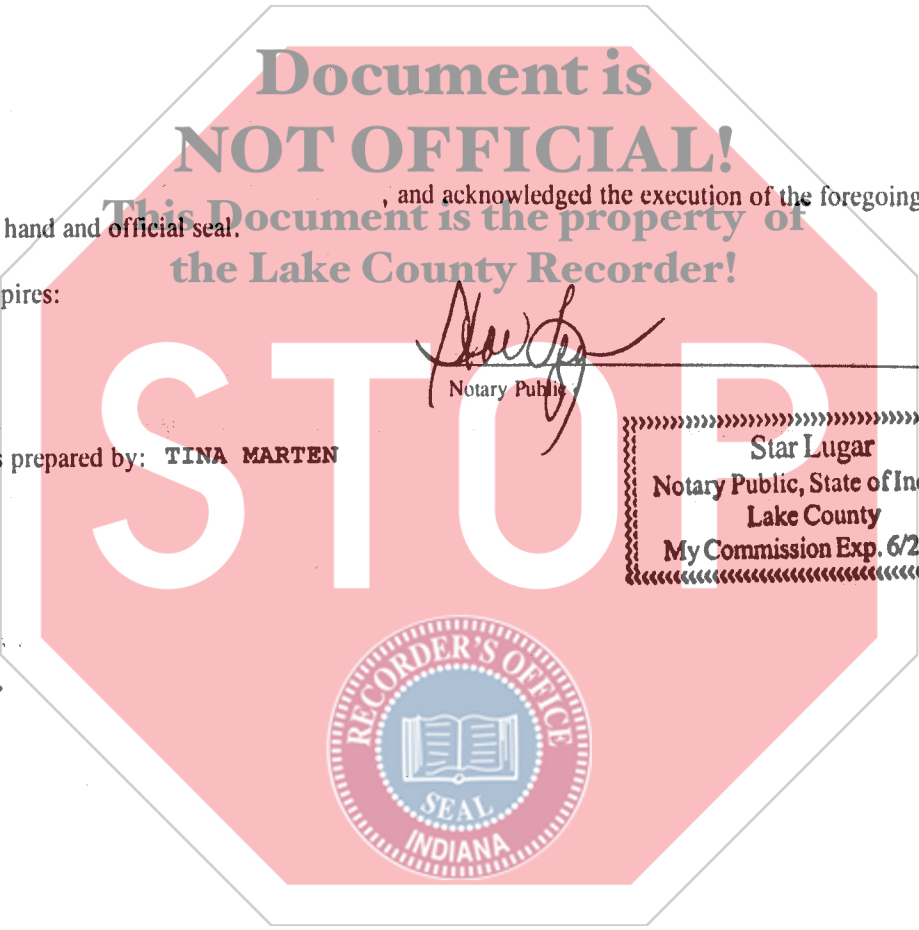 Document is
NOT OFFICIAL!
, and acknowledged the execution of the foregoing
This Document is the property of
hand and official seal.
the Lake County Recorder!
pires:
Star Lugar
Notary Public
STOP
s prepared by: TINA MARTEN
Star Lugar
Notary Public, State of In
Lake County
My Commission Exp. 6/2
RECORDER'S OFFICE
SEAL
INDIANA